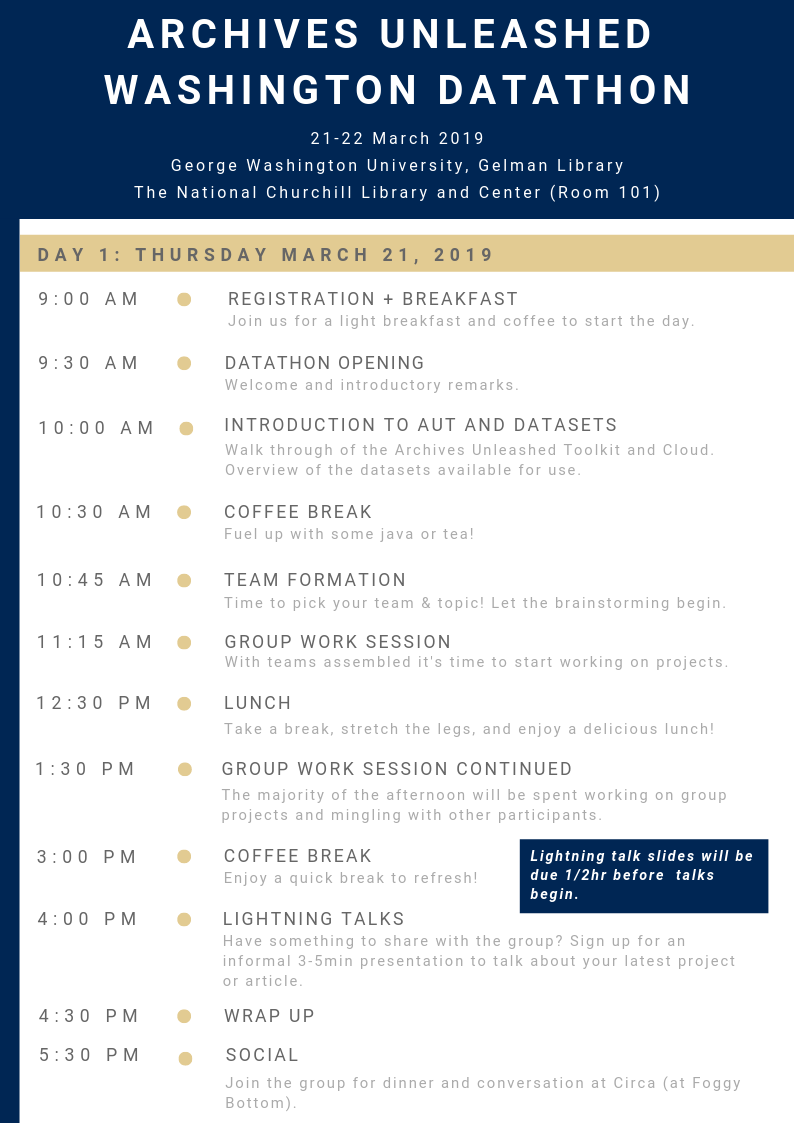 ARCHIVES UNLEASHED
WASHINGTON DATATHON
21-22 March 2019
George Washington University, Gelman Library
The National Churchill Library and Center (Room 101)
DAY 1: THURSDAY MARCH 21, 2019
9:00 AM REGISTRATION + BREAKFAST
Join us for a light breakfast and coffee to start the day.
9:30 AM DATATHON OPENING
Welcome and introductory remarks.
10:00 AM INTRODUCTION TO AUT AND DATASETS
Walk through of the Archives Unleashed Toolkit and Cloud.
Overview of the datasets available for use.
10:30 AM COFFEE BREAK
Fuel up with some java or tea!
10:45 AM TEAM FORMATION
Time to pick your team & topic! Let the brainstorming begin.
11:15 AM GROUP WORK SESSION
With teams assembled it's time to start working on projects.
12:30 PM LUNCH
Take a break, stretch the legs, and enjoy a delicious lunch!
1:30 PM GROUP WORK SESSION CONTINUED
The majority of the afternoon will be spent working on group
projects and mingling with other participants.
3:00 PM COFFEE BREAK
Enjoy a quick break to refresh!
Lightning talk slides will be
due 1/2hr before talks
begin.
4:00 PM LIGHTNING TALKS
Have something to share with the group? Sign up for an
informal 3-5min presentation to talk about your latest project
or article.
4:30 PM WRAP UP
5:30 PM SOCIAL
Join the group for dinner and conversation at Circa (at Foggy
Bottom).